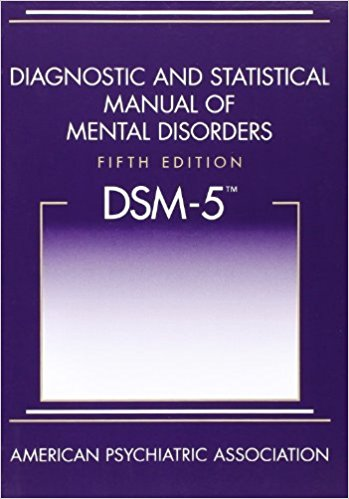 DIAGNOSTIC AND STATISTICAL
MANUAL OF
MENTAL DISORDERS
FIFTH EDITION
DSM-5™
AMERICAN PSYCHIATRIC ASSOCIATION